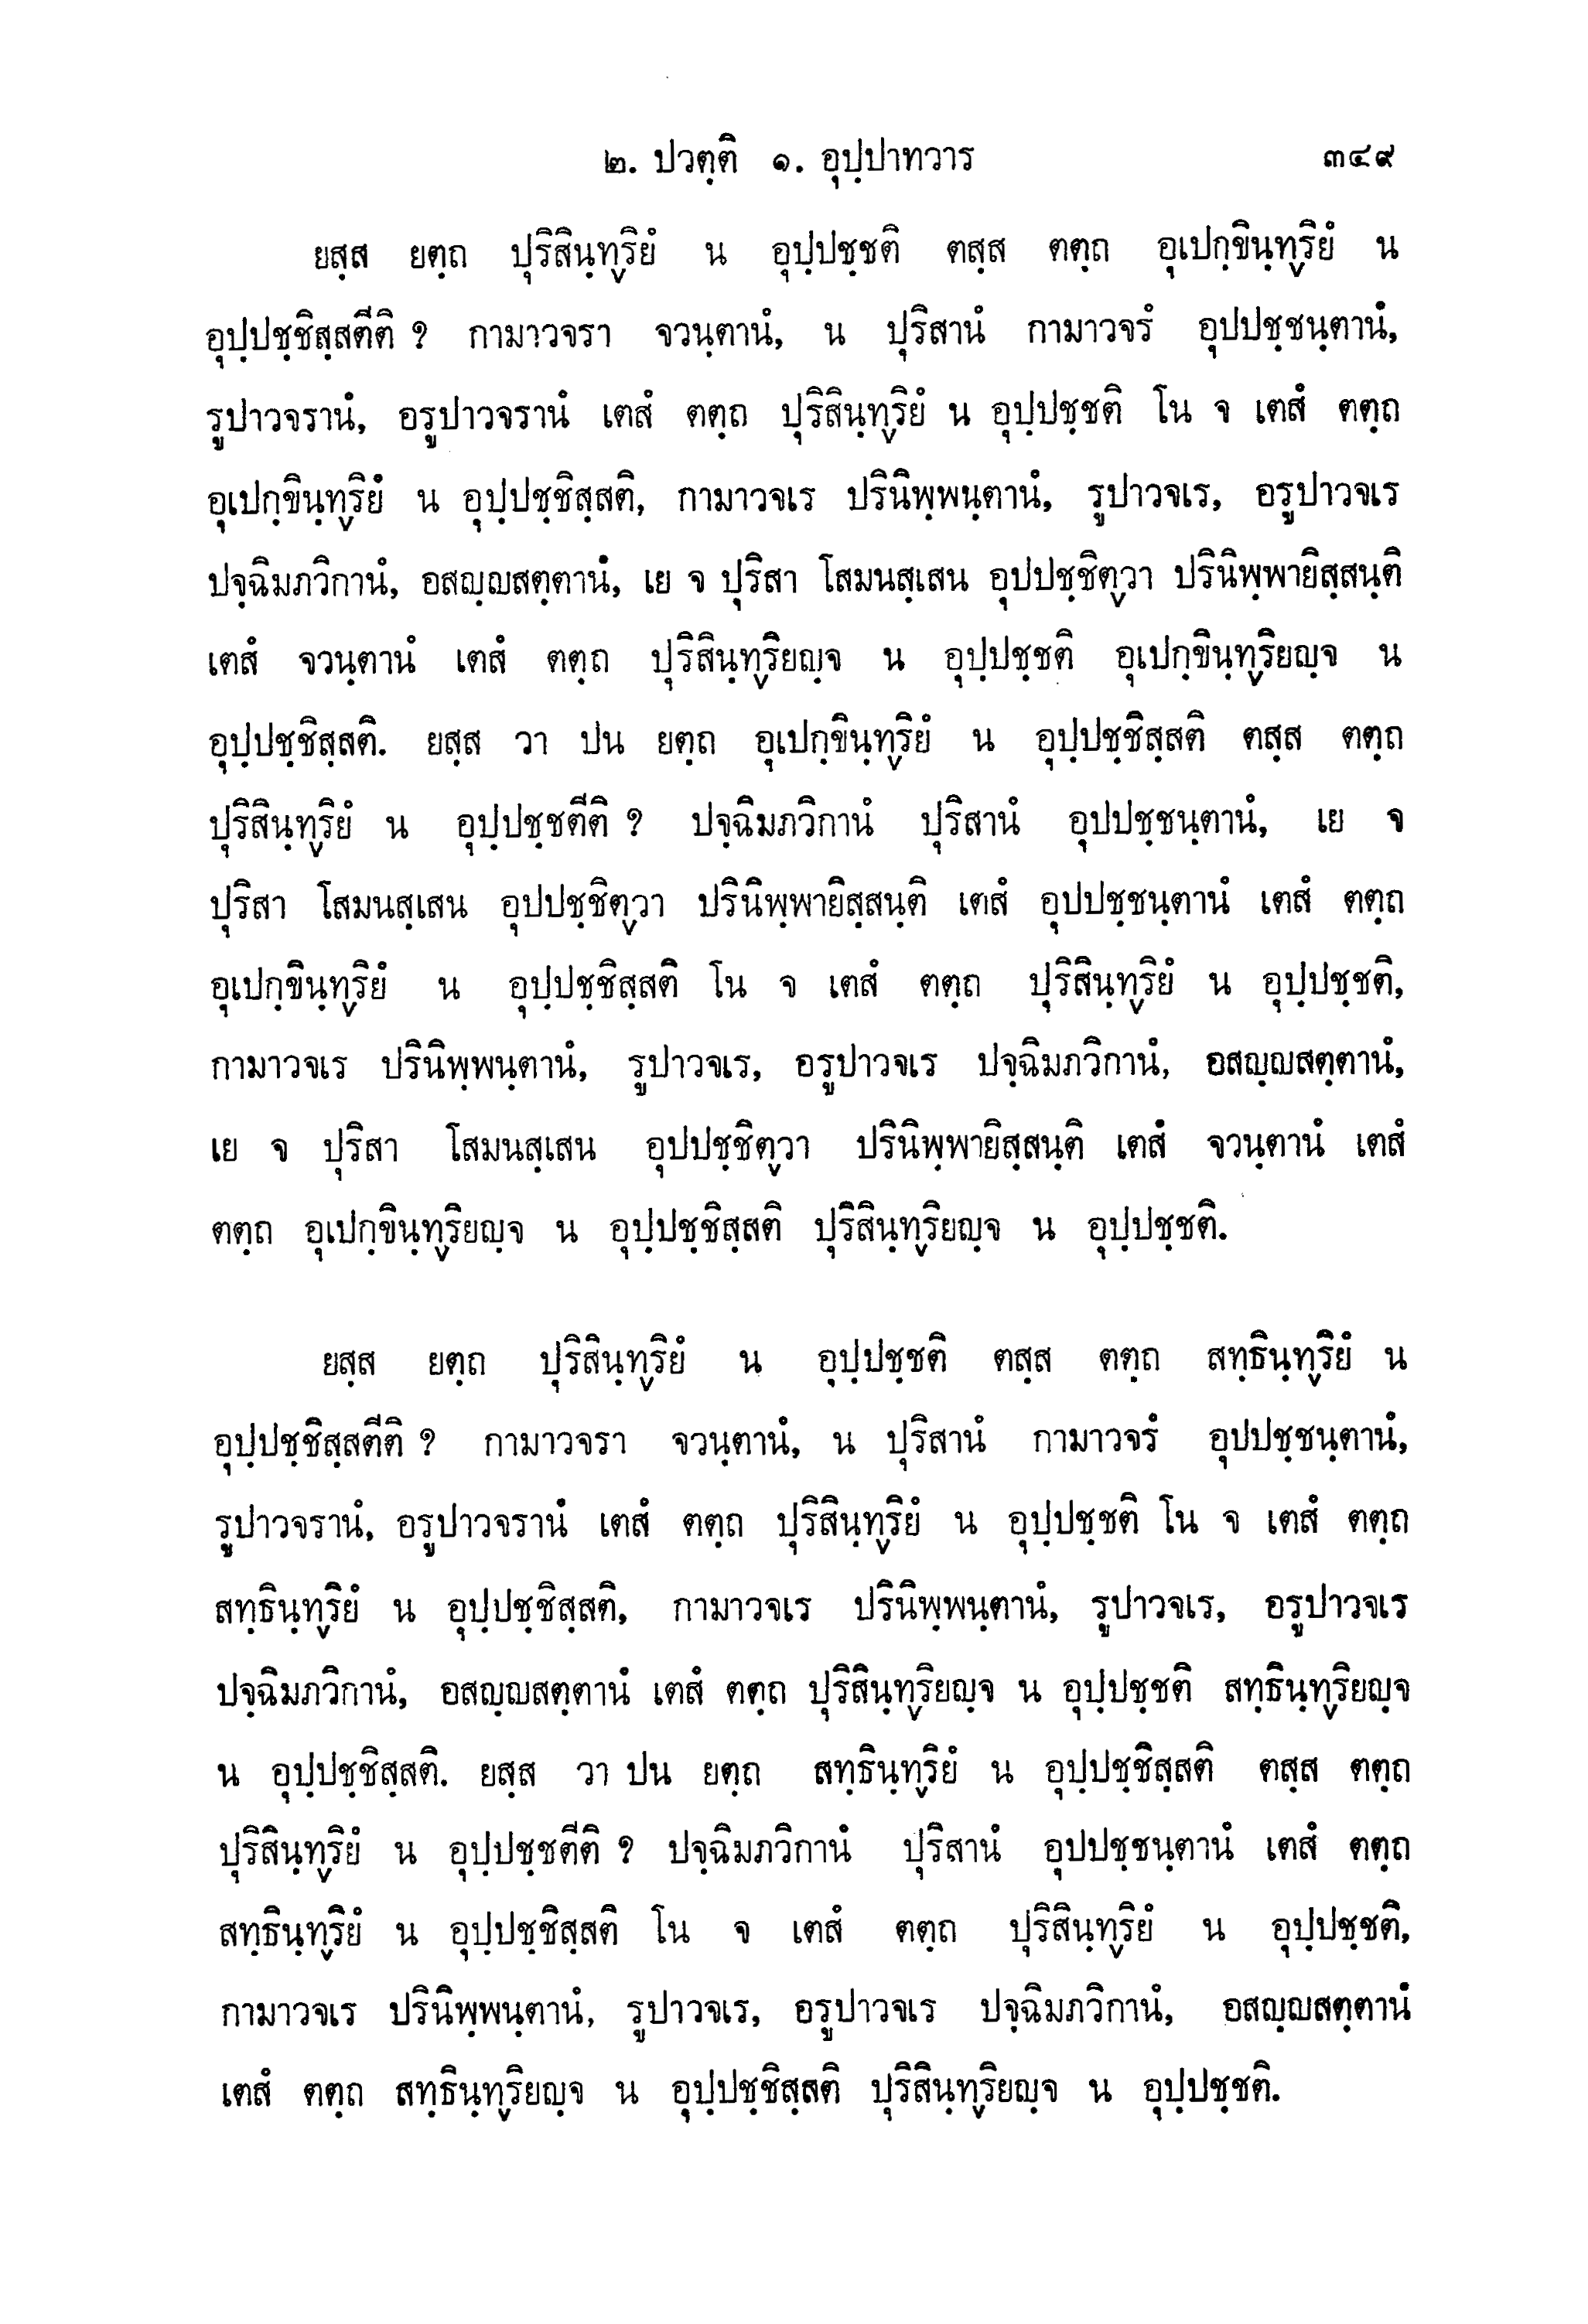 ๒. ปวตฺติ ๑. อุปฺปาทวาร ๓๔๙
ยสฺส ยตฺถ ปุริสินฺทฺริยํ น อุปฺปชฺชติ ตสฺส ตตฺถ อุเปกฺขินฺทฺริยํ น
อุปฺปชฺชิสฺสตีติ ? กามาวจรา จวนฺตานํ, น ปุริสานํ กามาวจรํ อุปปชฺชนฺตานํ,
รูปาวจรานํ, อรูปาวจรานํ เตสํ ตตฺถ ปุริสินฺทฺริยํ น อุปฺปชฺชติ โน จ เตสํ ตตฺถ
อุเปกฺขินฺทฺริยํ น อุปฺปชฺชิสฺสติ, กามาวจเร ปรินิพฺพนฺตานํ, รูปาวจเร, อรูปาวจเร
ปจฺฉิมภวิกานํ, อสญฺญสตฺตานํ, เย จ ปุริสา โสมนสฺเสน อุปปชฺชิตฺวา ปรินิพฺพายิสฺสนฺติ
เตสํ จวนฺตานํ เตสํ ตตฺถ ปุริสินฺทฺริยญฺจ น อุปฺปชฺชติ อุเปกฺขินฺทฺริยญฺจ น
อุปฺปชฺชิสฺสติ. ยสฺส วา ปน ยตฺถ อุเปกฺขินฺทฺริยํ น อุปฺปชฺชิสฺสติ ตสฺส ตตฺถ
ปุริสินฺทฺริยํ น อุปฺปชฺชตีติ ? ปจฺฉิมภวิกานํ ปุริสานํ อุปปชฺชนฺตานํ, เย จ
ปุริสา โสมนสฺเสน อุปปชฺชิตฺวา ปรินิพฺพายิสฺสนฺติ เตสํ อุปปชฺชนฺตานํ เตสํ ตตฺถ
อุเปกฺขินฺทฺริยํ น อุปฺปชฺชิสฺสติ โน จ เตสํ ตตฺถ ปุริสินฺทฺริยํ น อุปฺปชฺชติ,
กามาวจเร ปรินิพฺพนฺตานํ, รูปาวจเร, อรูปาวจเร ปจฺฉิมภวิกานํ, อสญฺญสตฺตานํ,
เย จ ปุริสา โสมนสฺเสน อุปปชฺชิตฺวา ปรินิพฺพายิสฺสนฺติ เตสํ จวนฺตานํ เตสํ
ตตฺถ อุเปกฺขินฺทฺริยญฺจ น อุปฺปชฺชิสฺสติ ปุริสินฺทฺริยญฺจ น อุปฺปชฺชติ.
ยสฺส ยตฺถ ปุริสินฺทฺริยํ น อุปฺปชฺชติ ตสฺส ตตฺถ สทฺธินฺทฺริยํ น
อุปฺปชฺชิสฺสตีติ ? กามาวจรา จวนฺตานํ, น ปุริสานํ กามาวจรํ อุปปชฺชนฺตานํ,
รูปาวจรานํ, อรูปาวจรานํ เตสํ ตตฺถ ปุริสินฺทฺริยํ น อุปฺปชฺชติ โน จ เตสํ ตตฺถ
สทฺธินฺทฺริยํ น อุปฺปชฺชิสฺสติ, กามาวจเร ปรินิพฺพนฺตานํ, รูปาวจเร, อรูปาวจเร
ปจฺฉิมภวิกานํ, อสญฺญสตฺตานํ เตสํ ตตฺถ ปุริสินฺทฺริยญฺจ น อุปฺปชฺชติ สทฺธินฺทฺริยญฺจ
น อุปฺปชฺชิสฺสติ. ยสฺส วา ปน ยตฺถ สทฺธินฺทฺริยํ น อุปฺปชฺชิสฺสติ ตสฺส ตตฺถ
ปุริสินฺทฺริยํ น อุปฺปชฺชตีติ ? ปจฺฉิมภวิกานํ ปุริสานํ อุปปชฺชนฺตานํ เตสํ ตตฺถ
สทฺธินฺทฺริยํ น อุปฺปชฺชิสฺสติ โน จ เตสํ ตตฺถ ปุริสินฺทฺริยํ น อุปฺปชฺชติ,
กามาวจเร ปรินิพฺพนฺตานํ, รูปาวจเร, อรูปาวจเร ปจฺฉิมภวิกานํ, อสญฺญสตฺตานํ
เตสํ ตตฺถ สทฺธินฺทฺริยญฺจ น อุปฺปชฺชิสฺสติ ปุริสินฺทฺริยญฺจ น อุปฺปชฺชติ.